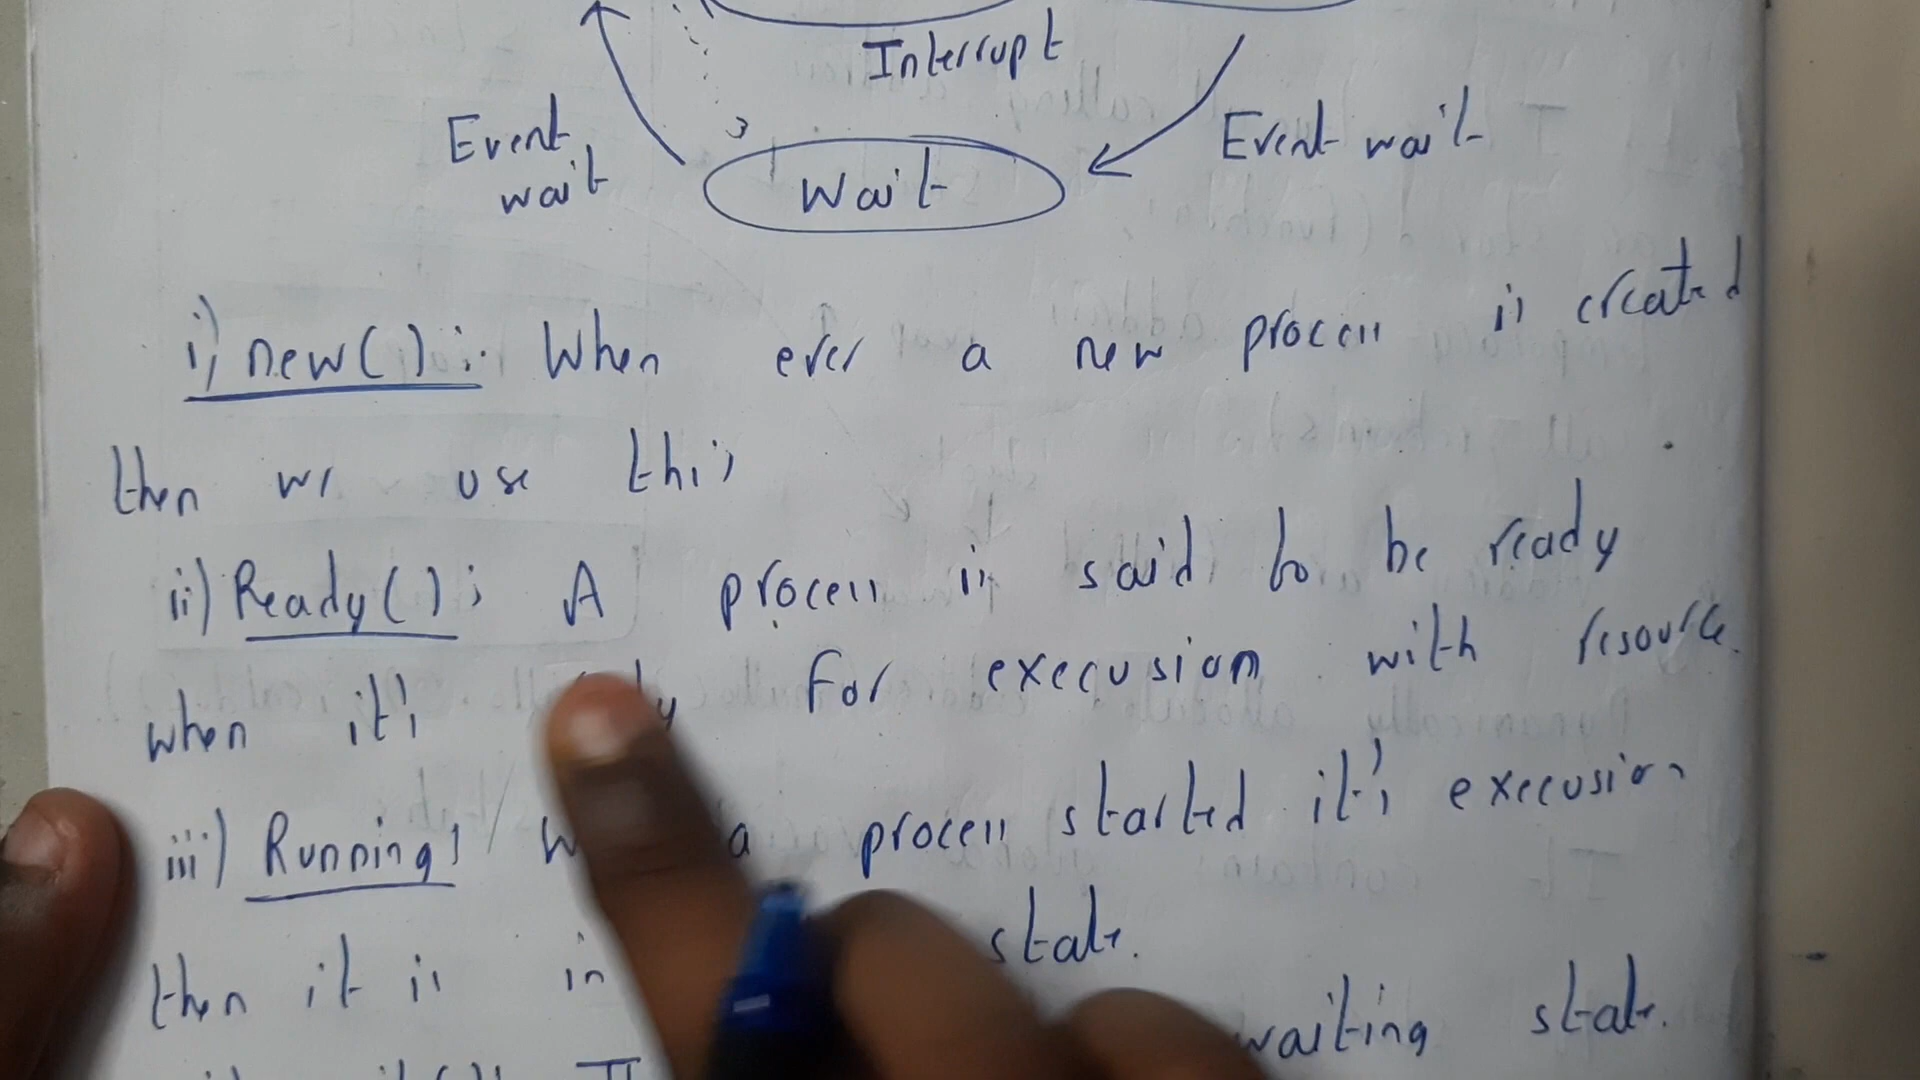 Interrupt
Event wait
Event wait
Wait
i) new() : When ever a new process is created
then we use this
ii) Ready() : A process is said to be ready
when it's for execusion with resource.
iii) Running : a process started it's execusion
then it is in state.
waiting state.